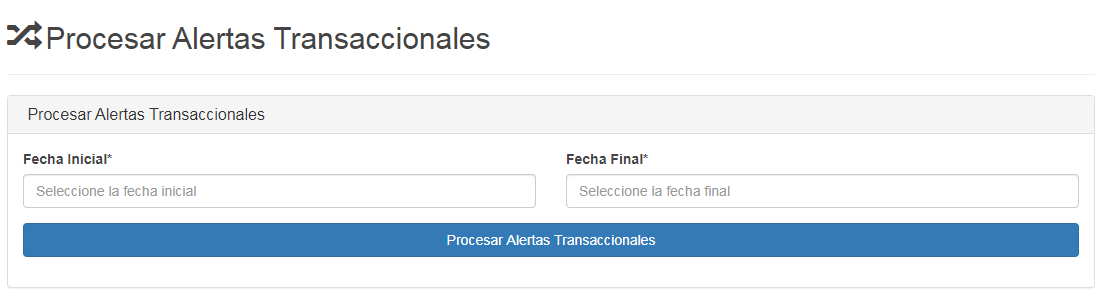 Procesar Alertas Transaccionales
Procesar Alertas Transaccionales
Fecha Inicial*
Fecha Final*
Seleccione la fecha inicial
Seleccione la fecha final
Procesar Alertas Transaccionales